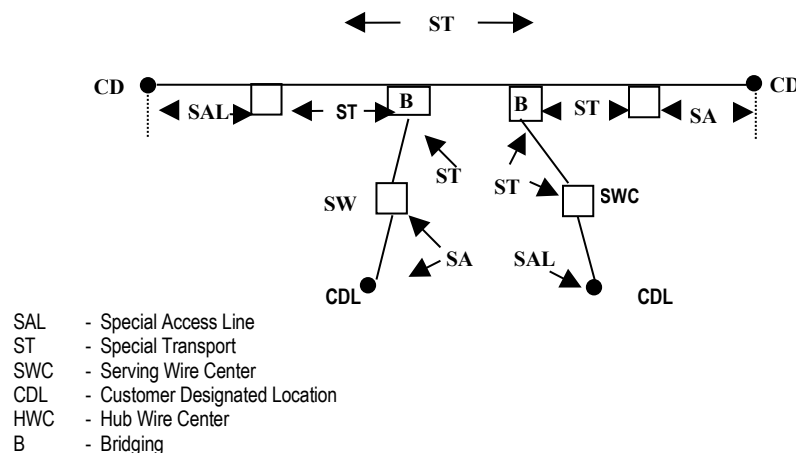 ST
CD CD
SAL ST B B ST SA
ST ST
SW SWC
SA SAL
CDL CDL
SAL - Special Access Line
ST - Special Transport
SWC - Serving Wire Center
CDL - Customer Designated Location
HWC - Hub Wire Center
B - Bridging